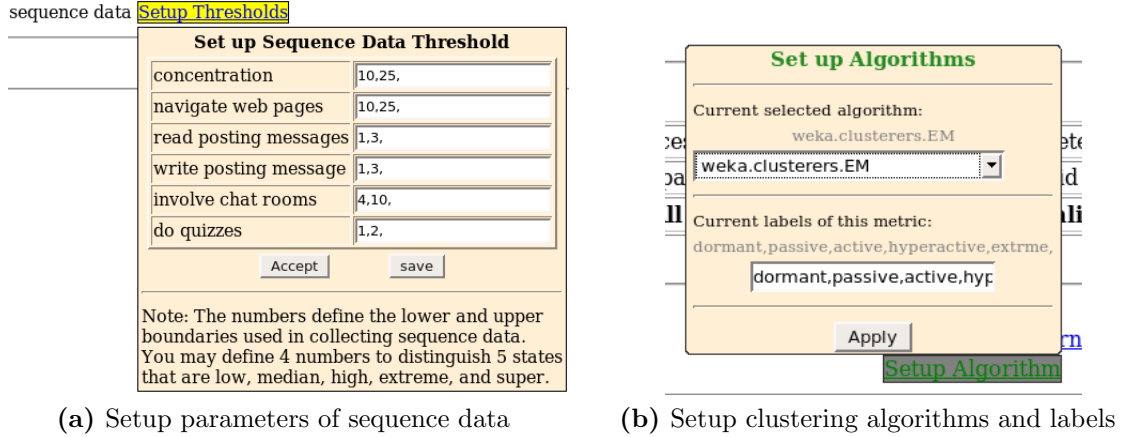 sequence data Setup Thresholds
Set up Sequence Data Threshold
concentration 10,25,
navigate web pages 10,25,
read posting messages 1,3,
write posting message 1,3,
involve chat rooms 4,10,
do quizzes 1,2,
Accept save
Note: The numbers define the lower and upper
boundaries used in collecting sequence data.
You may define 4 numbers to distinguish 5 states
that are low, median, high, extreme, and super.
(a) Setup parameters of sequence data
Set up Algorithms
Current selected algorithm:
weka.clusterers.EM
weka.clusterers.EM
Current labels of this metric:
dormant,passive,active,hyperactive,extrme,
dormant,passive,active,hyp
Apply
Setup Algorithm
(b) Setup clustering algorithms and labels